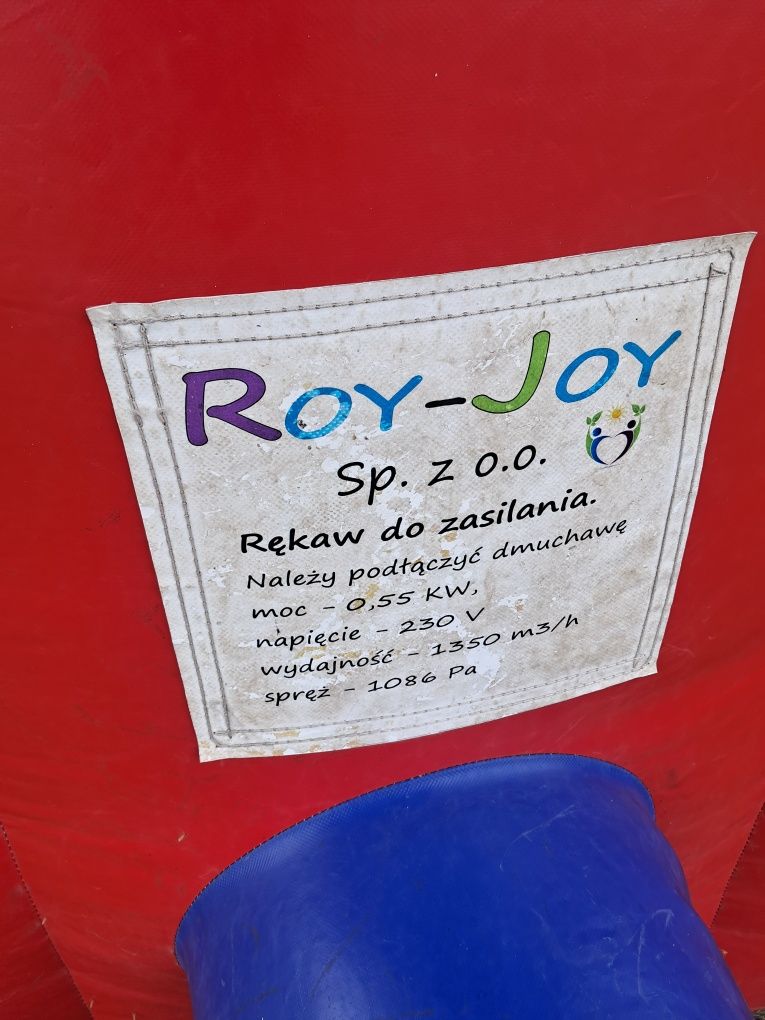 ROY-JOY
Sp. z o.o.
Rękaw do zasilania.
Należy podłączyć dmuchawę
moc - 0,55 KW,
napięcie - 230 V
wydajność - 1350 m3/h
spręż - 1086 Pa